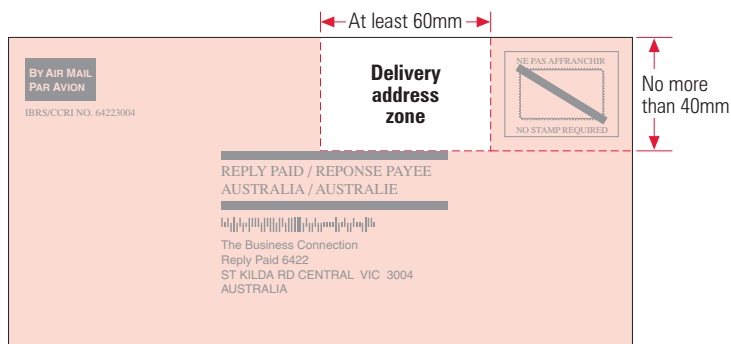 At least 60mm
BY AIR MAIL
PAR AVION
IBRS/CCRI NO. 64223004
Delivery
address
zone
NE PAS AFFRANCHIR
NO STAMP REQUIRED
No more
than 40mm
REPLY PAID / REPONSE PAYEE
AUSTRALIA / AUSTRALIE
The Business Connection
Reply Paid 6422
ST KILDA RD CENTRAL VIC 3004
AUSTRALIA